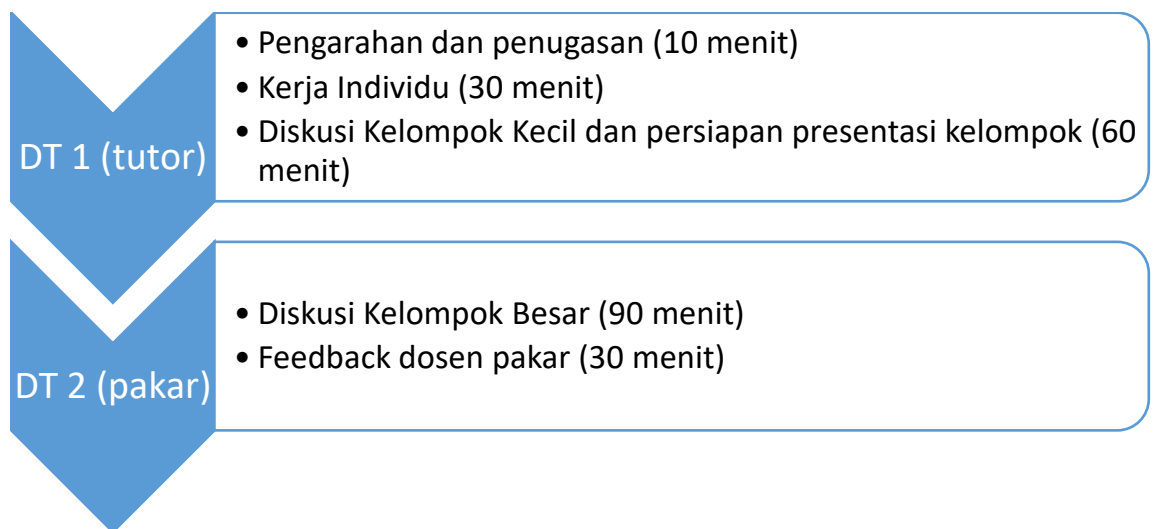 DT 1 (tutor)
• Pengarahan dan penugasan (10 menit)
• Kerja Individu (30 menit)
• Diskusi Kelompok Kecil dan persiapan presentasi kelompok (60
menit)
DT 2 (pakar)
• Diskusi Kelompok Besar (90 menit)
• Feedback dosen pakar (30 menit)